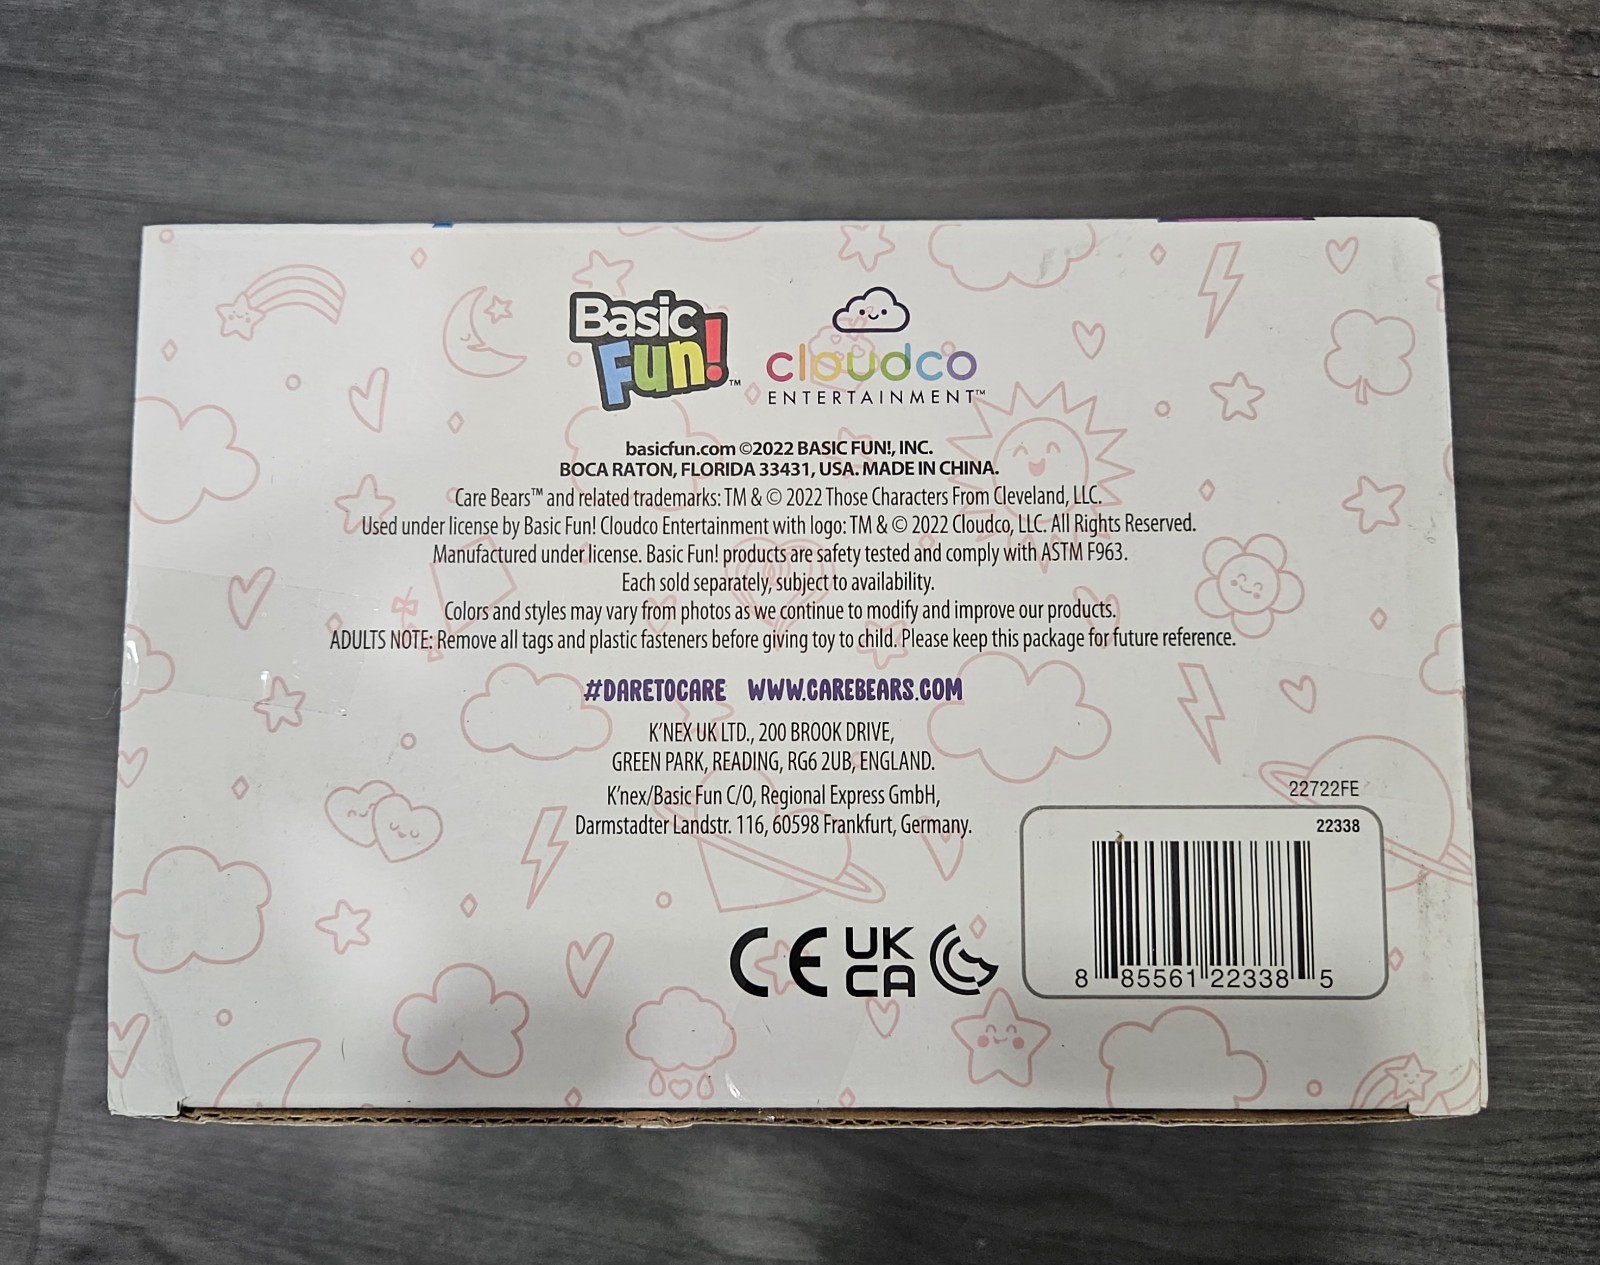 Basic
Fun!™
cloudco
ENTERTAINMENT™
basicfun.com ©2022 BASIC FUN!, INC.
BOCA RATON, FLORIDA 33431, USA. MADE IN CHINA.
Care Bears™ and related trademarks: TM & © 2022 Those Characters From Cleveland, LLC.
Used under license by Basic Fun! Cloudco Entertainment with logo: TM & © 2022 Cloudco, LLC. All Rights Reserved.
Manufactured under license. Basic Fun! products are safety tested and comply with ASTM F963.
Each sold separately, subject to availability.
Colors and styles may vary from photos as we continue to modify and improve our products.
ADULTS NOTE: Remove all tags and plastic fasteners before giving toy to child. Please keep this package for future reference.
#DARETOCARE WWW.CAREBEARS.COM
K'NEX UK LTD., 200 BROOK DRIVE,
GREEN PARK, READING, RG6 2UB, ENGLAND.
K'nex/Basic Fun C/O, Regional Express GmbH,
Darmstadter Landstr. 116, 60598 Frankfurt, Germany.
22722FE
22338
CE UK
CA
8 85561 22338 5